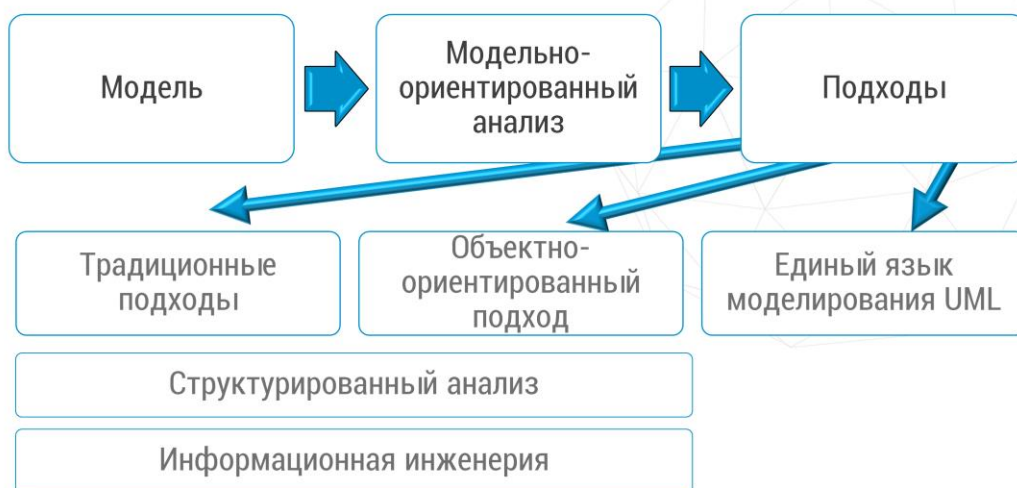 Модель
Модельно-
ориентированный
анализ
Подходы
Традиционные
подходы
Объектно-
ориентированный
подход
Единый язык
моделирования UML
Структурированный анализ
Информационная инженерия